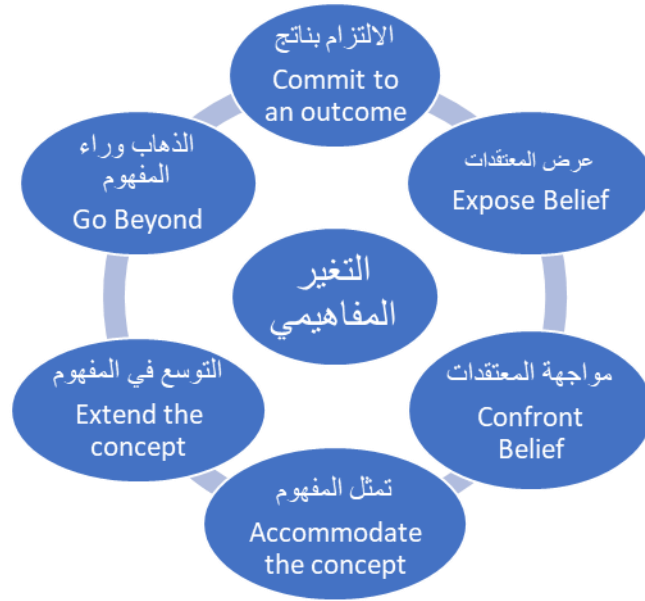 الالتزام بناتج
Commit to
an outcome
عرض المعتقدات
Expose Belief
مواجهة المعتقدات
Confront
Belief
تمثل المفهوم
Accommodate
the concept
التوسع في المفهوم
Extend the
concept
الذهاب وراء
المفهوم
Go Beyond
التغير
المفاهيمي